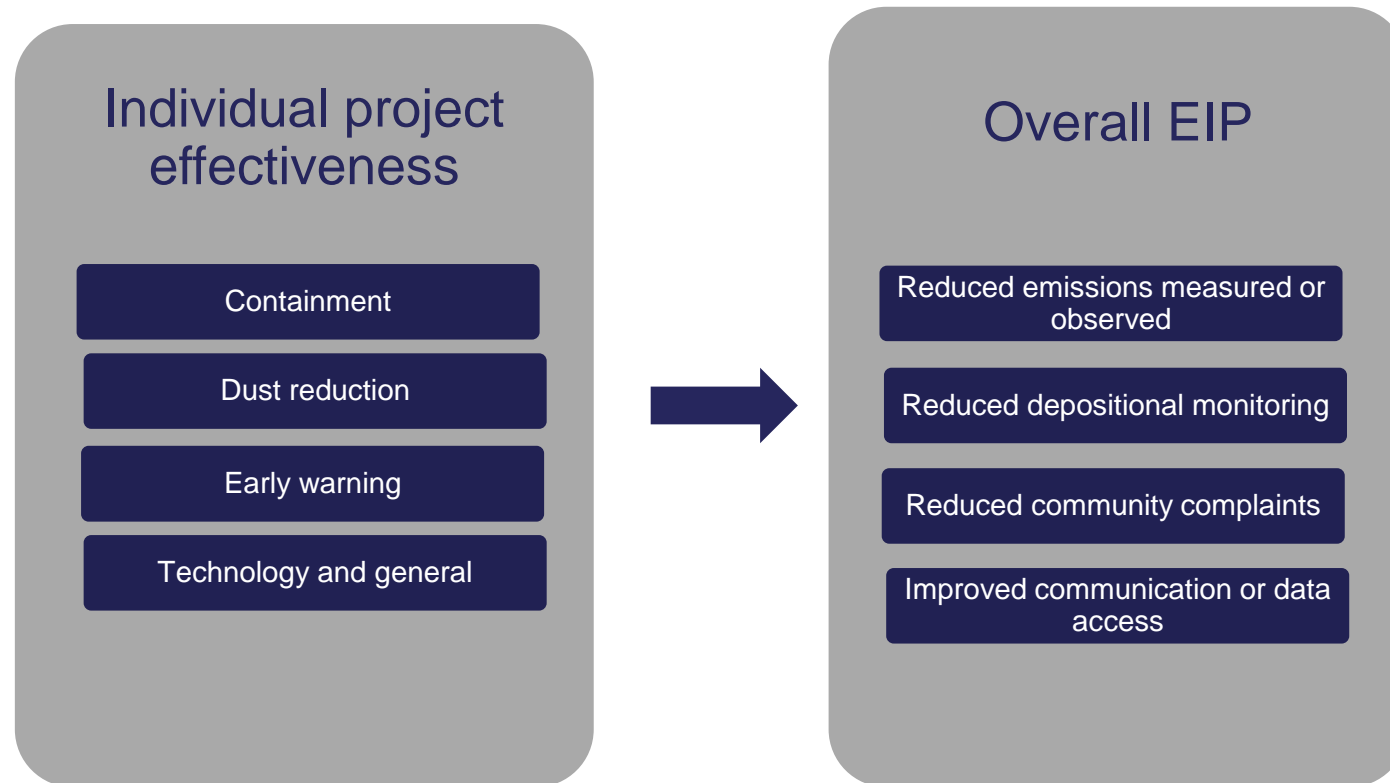 Individual project
effectiveness
Containment
Dust reduction
Early warning
Technology and general
Overall EIP
Reduced emissions measured or
observed
Reduced depositional monitoring
Reduced community complaints
Improved communication or data
access